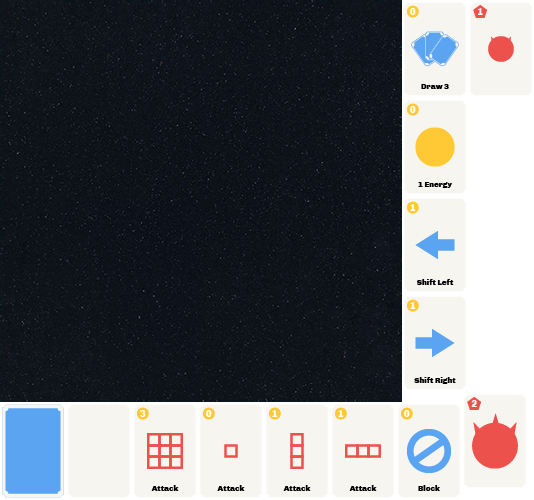 0
Draw 3
1
0
1 Energy
1
Shift Left
1
Shift Right
3
Attack
0
Attack
1
Attack
1
Attack
0
Block
2